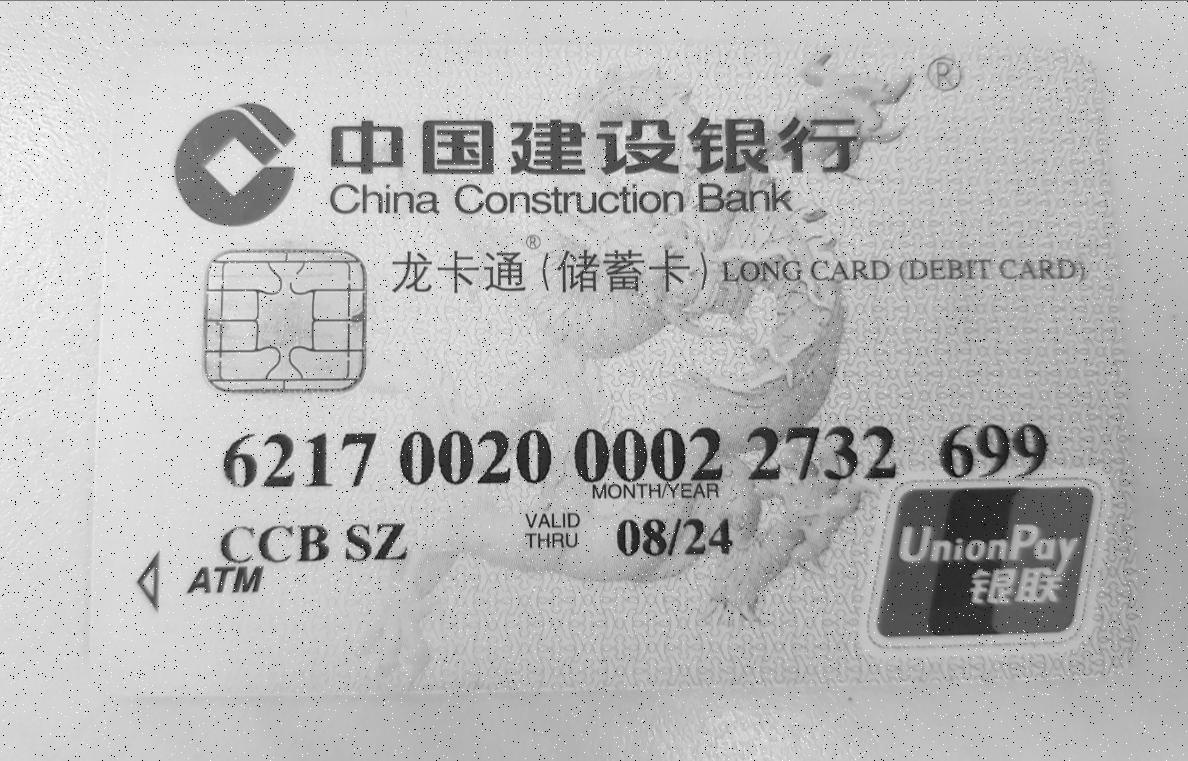 ®
中国建设银行
China Construction Bank
龙卡通®(储蓄卡) LONG CARD (DEBIT CARD)
6217 0020 0002 2732 699
MONTH/YEAR
CCB SZ VALID THRU 08/24
ATM
UnionPay
银联